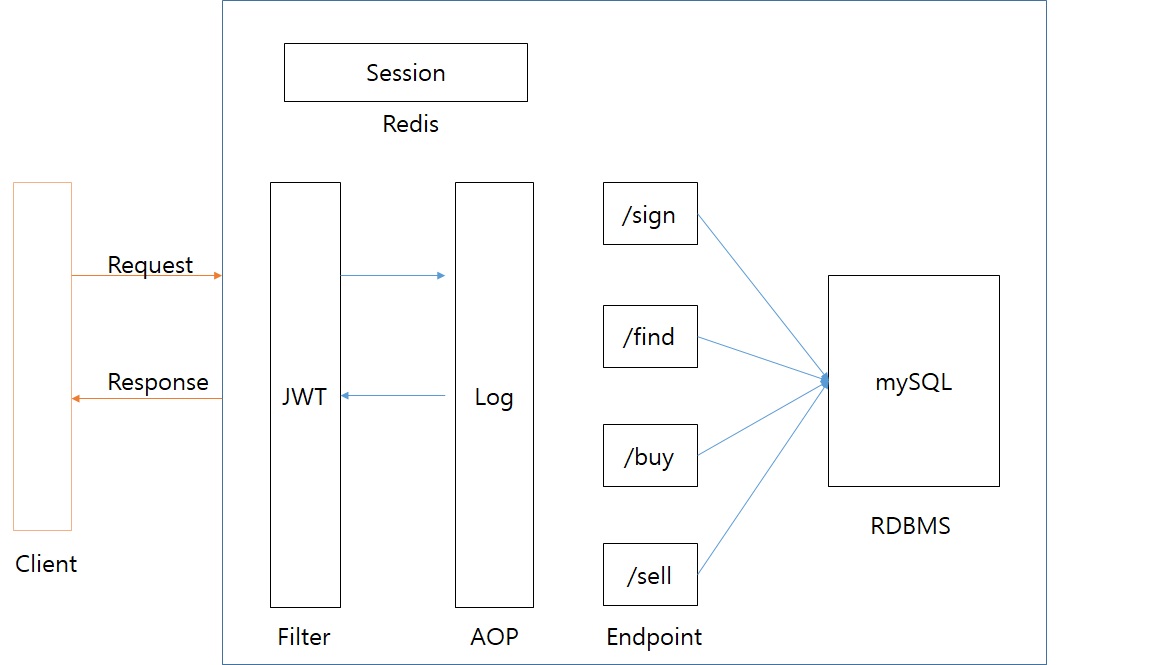 Session
Redis
Request
Response
Client
JWT
Filter
Log
AOP
/sign
/find
/buy
/sell
Endpoint
mySQL
RDBMS